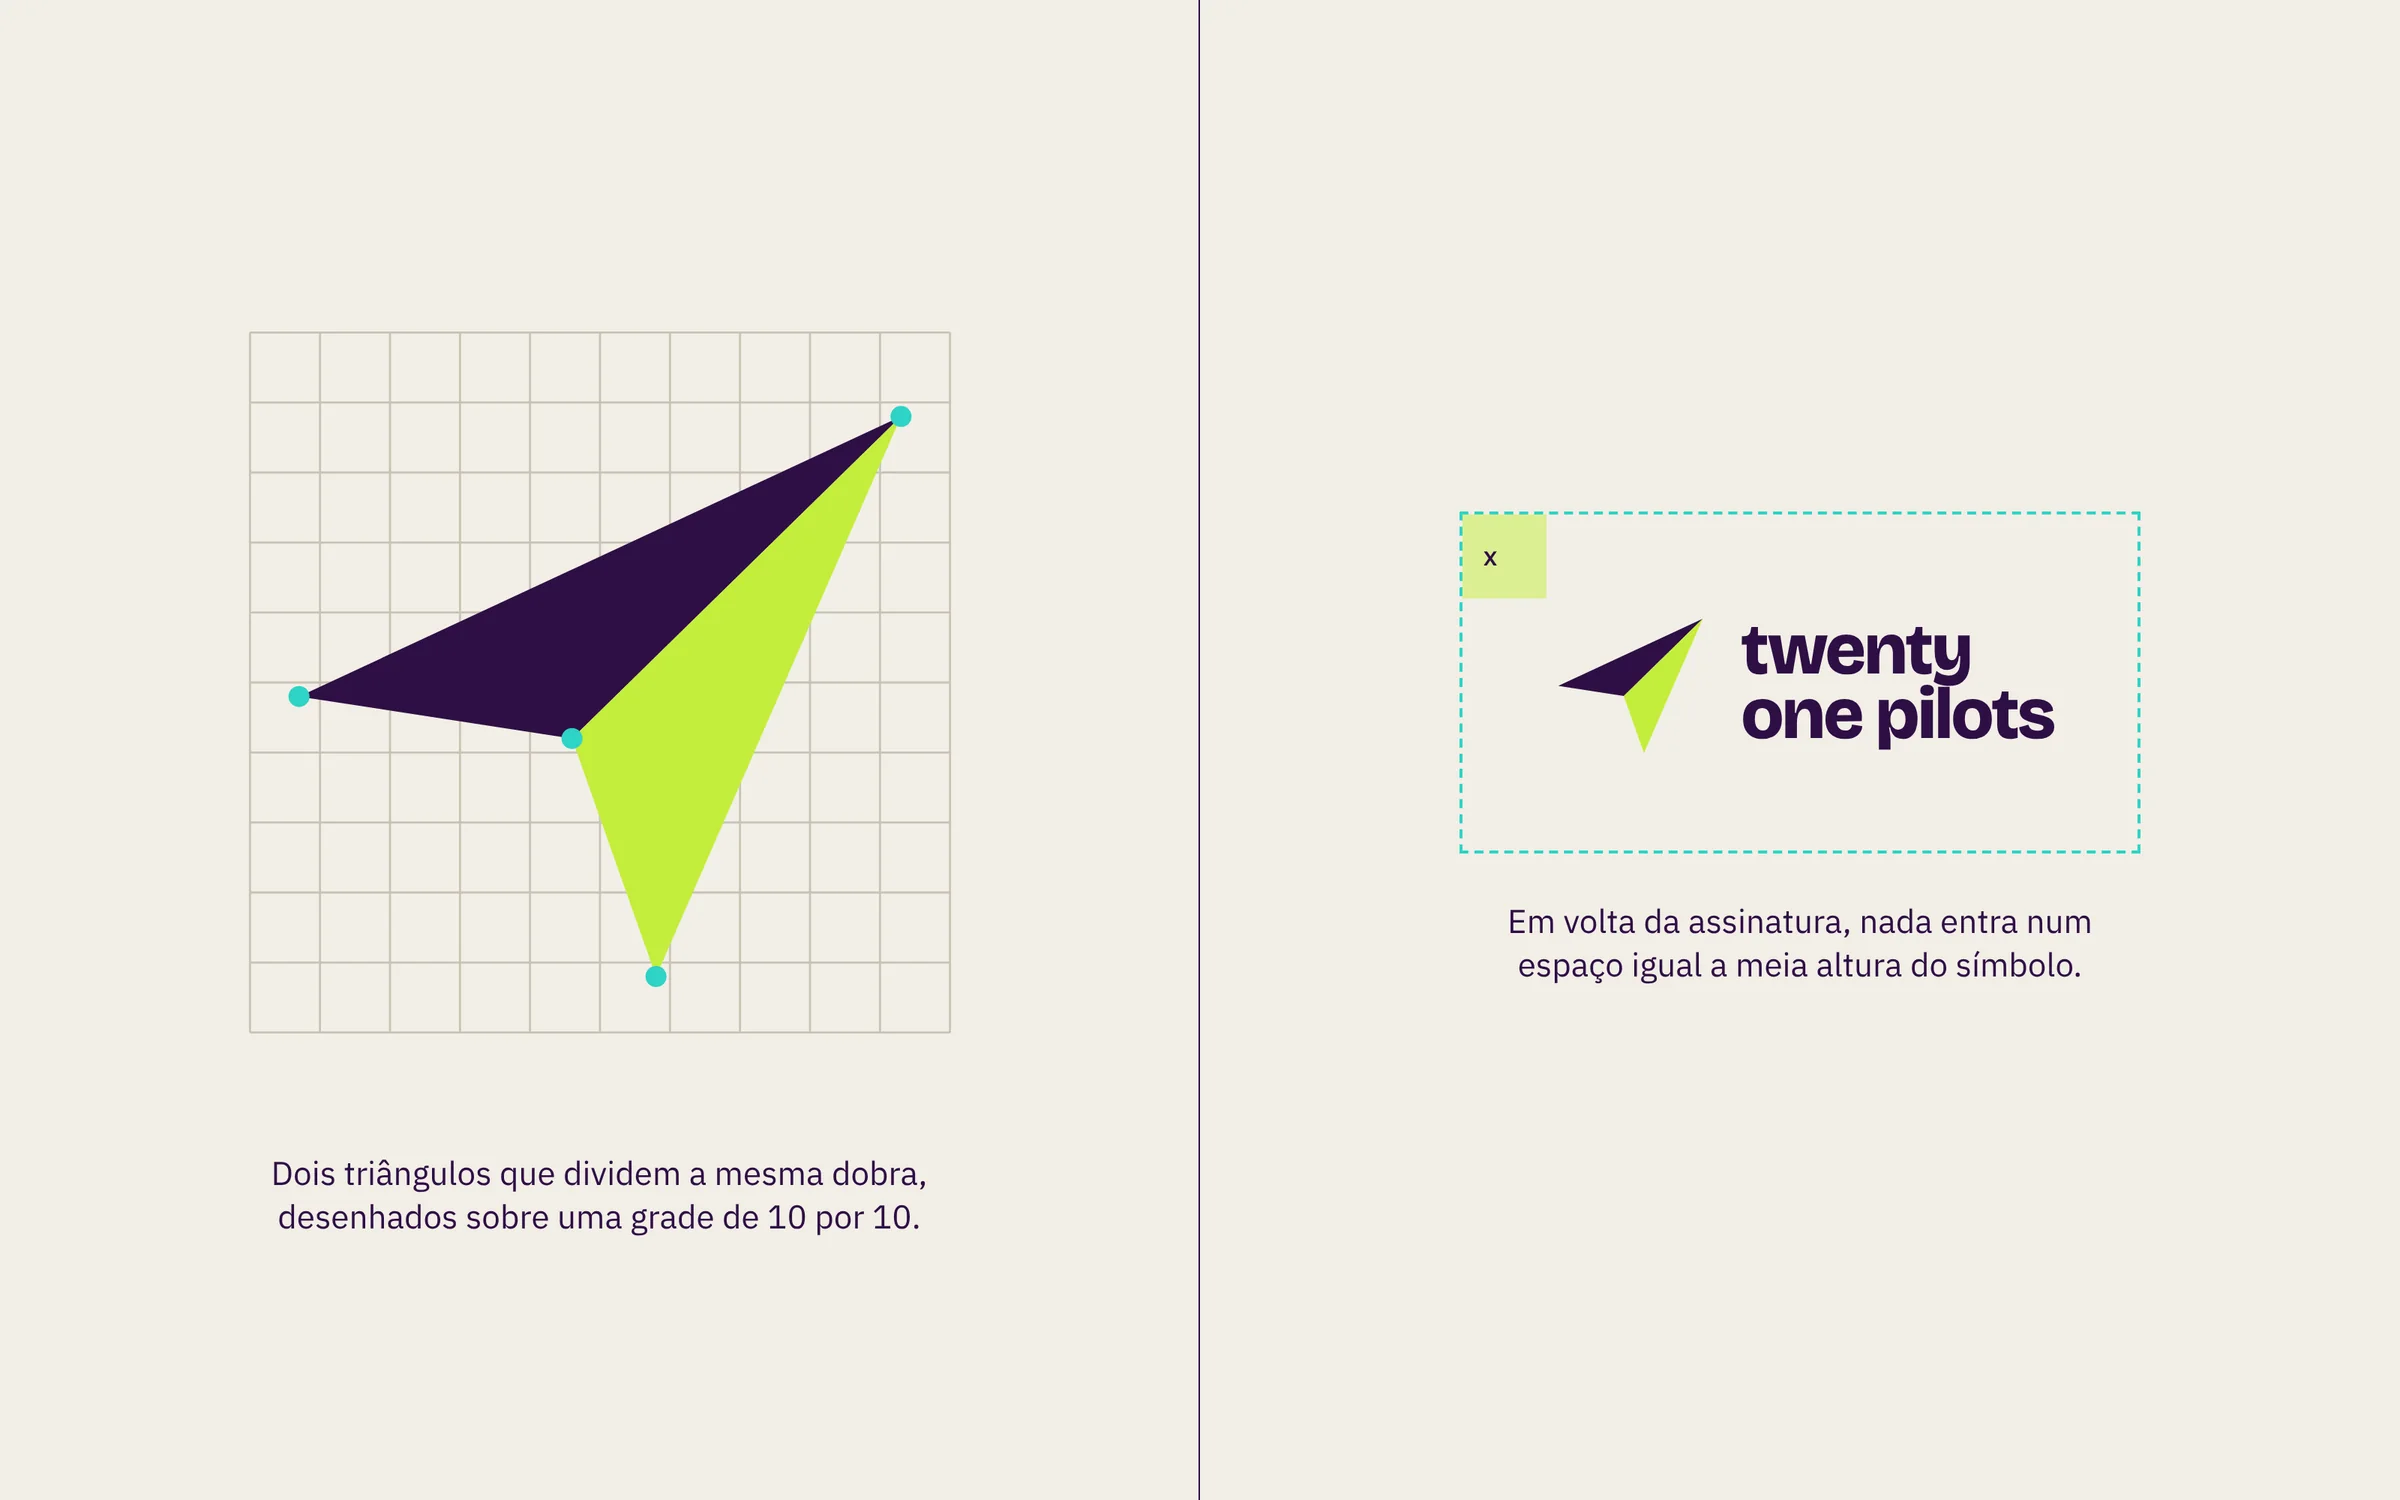 Dois triângulos que dividem a mesma dobra,
desenhados sobre uma grade de 10 por 10.
x
twenty
one pilots
Em volta da assinatura, nada entra num
espaço igual a meia altura do símbolo.